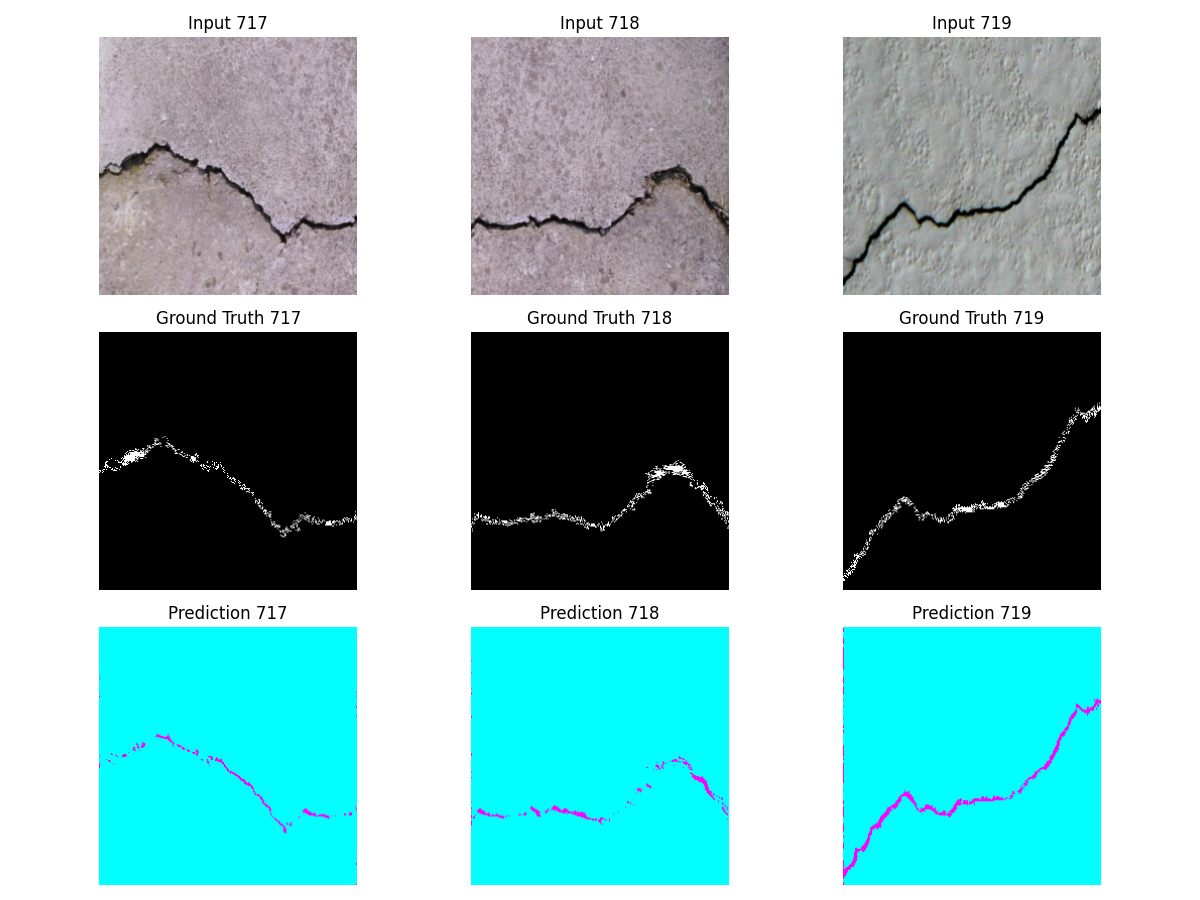 Input 717
Input 718
Input 719
Ground Truth 717
Ground Truth 718
Ground Truth 719
Prediction 717
Prediction 718
Prediction 719